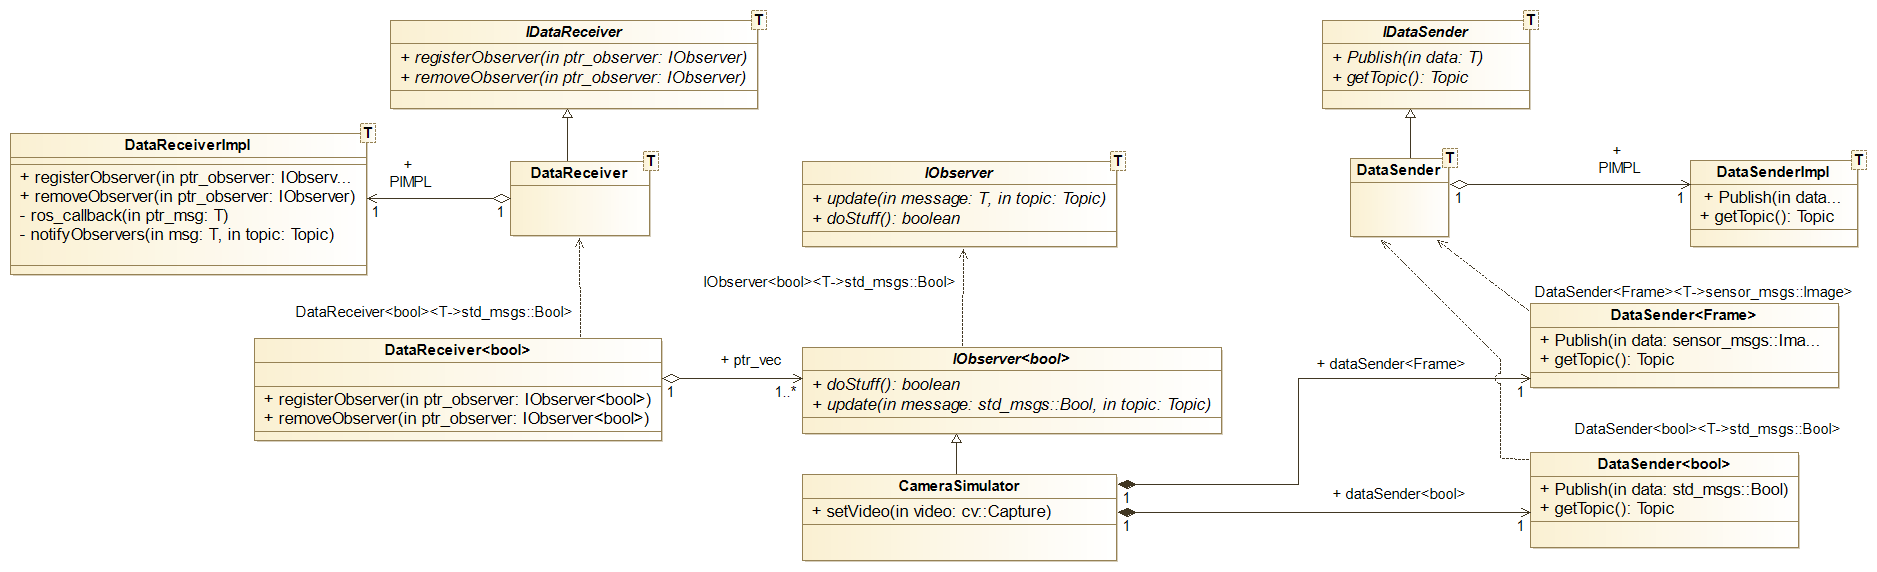 T
IDataReceiver
+ registerObserver(in ptr_observer: IObserver)
+ removeObserver(in ptr_observer: IObserver)
T
IDataSender
+ Publish(in data: T)
+ getTopic(): Topic
T
DataReceiverImpl
+ registerObserver(in ptr_observer: IObserv...
+ removeObserver(in ptr_observer: IObserver)
- ros_callback(in ptr_msg: T)
- notifyObservers(in msg: T, in topic: Topic)
+
PIMPL
1
1
T
DataReceiver
T
IObserver
+ update(in message: T, in topic: Topic)
+ doStuff(): boolean
T
DataSender
+
PIMPL
1
1
T
DataSenderImpl
+ Publish(in data...
+ getTopic(): Topic
IObserver<bool><T->std_msgs::Bool>
DataReceiver<bool><T->std_msgs::Bool>
DataSender<Frame><T->sensor_msgs::Image>
DataSender<Frame>
+ Publish(in data: sensor_msgs::Ima...
+ getTopic(): Topic
DataReceiver<bool>
+ registerObserver(in ptr_observer: IObserver<bool>)
+ removeObserver(in ptr_observer: IObserver<bool>)
+ ptr_vec
1
1..*
IObserver<bool>
+ doStuff(): boolean
+ update(in message: std_msgs::Bool, in topic: Topic)
+ dataSender<Frame>
1
DataSender<bool><T->std_msgs::Bool>
DataSender<bool>
+ Publish(in data: std_msgs::Bool)
+ getTopic(): Topic
CameraSimulator
+ setVideo(in video: cv::Capture)
1
+ dataSender<bool>
1
1